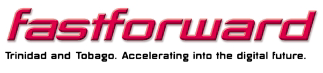 fastforward
Trinidad and Tobago. Accelerating into the digital future.